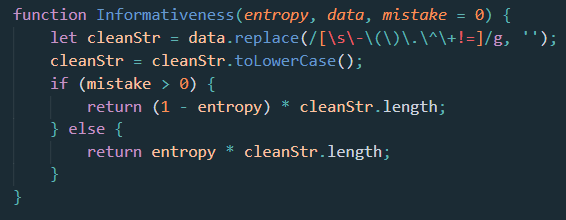 function Informativeness(entropy, data, mistake = 0) {
    let cleanStr = data.replace(/[\s\-\(\)\.\^\+!=]/g, '');
    cleanStr = cleanStr.toLowerCase();
    if (mistake > 0) {
        return (1 - entropy) * cleanStr.length;
    } else {
        return entropy * cleanStr.length;
    }
}